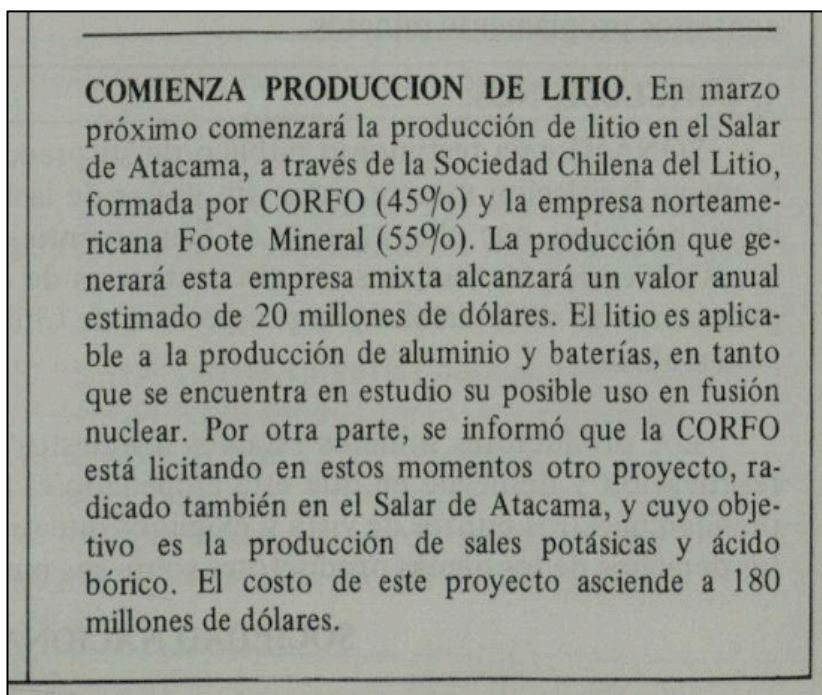 COMIENZA PRODUCCION DE LITIO. En marzo
próximo comenzará la producción de litio en el Salar
de Atacama, a través de la Sociedad Chilena del Litio,
formada por CORFO (45%) y la empresa norteame-
ricana Foote Mineral (55%). La producción que ge-
nerará esta empresa mixta alcanzará un valor anual
estimado de 20 millones de dólares. El litio es aplica-
ble a la producción de aluminio y baterías, en tanto
que se encuentra en estudio su posible uso en fusión
nuclear. Por otra parte, se informó que la CORFO
está licitando en estos momentos otro proyecto, ra-
dicado también en el Salar de Atacama, y cuyo obje-
tivo es la producción de sales potásicas y ácido
bórico. El costo de este proyecto asciende a 180
millones de dólares.